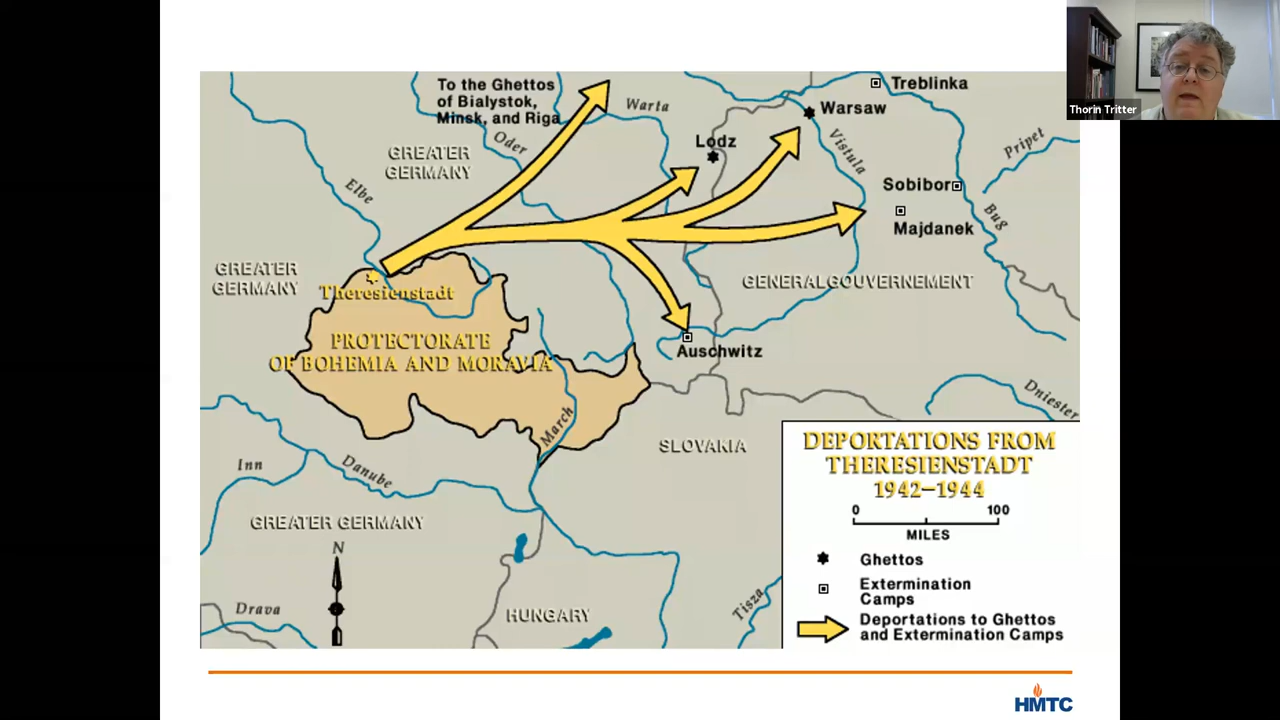 Thorin Tritter
To the Ghettos
of Bialystok,
Minsk, and Riga
Warta
Treblinka
Warsaw
Lodz
Oder
GREATER
GERMANY
Vistula
Pripet
Elbe
Sobibor
Bug
Majdanek
GREATER
GERMANY
GENERALGOUVERNEMENT
Theresienstadt
PROTECTORATE
OF BOHEMIA AND MORAVIA
Auschwitz
Dniester
March
SLOVAKIA
Inn
Danube
GREATER GERMANY
N
Drava
HUNGARY
Tisza
DEPORTATIONS FROM
THERESIENSTADT
1942–1944
0 100
MILES
Ghettos
Extermination
Camps
Deportations to Ghettos
and Extermination Camps
HMTC